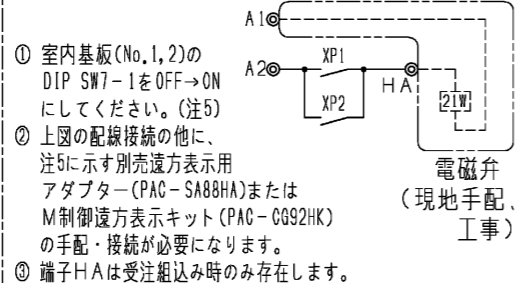 A1
A2
XP1
XP2
HA
21W
電磁弁
(現地手配、
工事)
① 室内基板(No.1,2)の
DIP SW7-1をOFF→ON
にしてください。(注5)
② 上図の配線接続の他に、
注5に示す別売遠方表示用
アダプター(PAC-SA88HA)または
M制御遠方表示キット(PAC-CG92HK)
の手配・接続が必要になります。
③ 端子HAは受注組込み時のみ存在します。